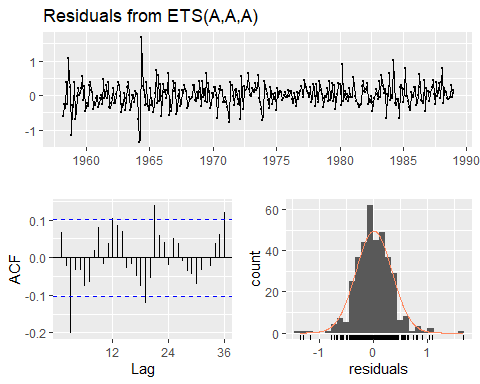 Residuals from ETS(A,A,A)
1
0
-1
1960 1965 1970 1975 1980 1985 1990
0.1
0.0
-0.1
-0.2
ACF
12 24 36
Lag
60
40
20
0
count
-1 0 1
residuals